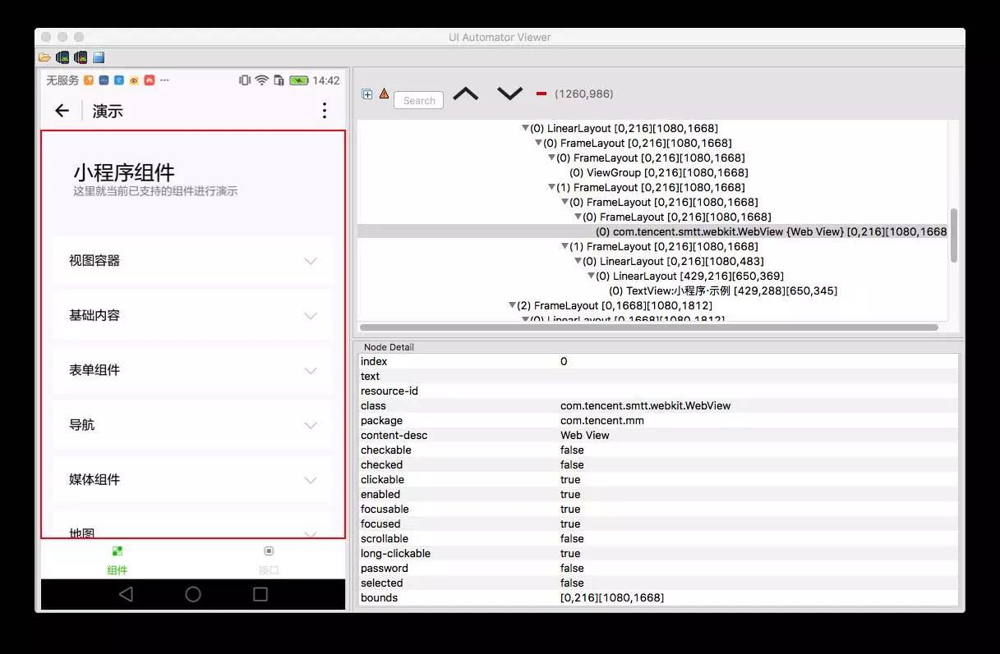 UI Automator Viewer
无服务 ··· 14:42
演示
小程序组件
这里就当前已支持的组件进行演示
视图容器
基础内容
表单组件
导航
媒体组件
地图
组件
接口
Search
(1260,986)
(0) LinearLayout [0,216][1080,1668]
(0) FrameLayout [0,216][1080,1668]
(0) FrameLayout [0,216][1080,1668]
(0) ViewGroup [0,216][1080,1668]
(1) FrameLayout [0,216][1080,1668]
(0) FrameLayout [0,216][1080,1668]
(0) FrameLayout [0,216][1080,1668]
(0) com.tencent.smtt.webkit.WebView {Web View} [0,216][1080,1668
(1) FrameLayout [0,216][1080,1668]
(0) LinearLayout [0,216][1080,483]
(0) LinearLayout [429,216][650,369]
(0) TextView:小程序·示例 [429,288][650,345]
(2) FrameLayout [0,1668][1080,1812]
(0) LinearLayout [0,1668][1080,1812]
Node Detail
index 0
text
resource-id
class com.tencent.smtt.webkit.WebView
package com.tencent.mm
content-desc Web View
checkable false
checked false
clickable true
enabled true
focusable true
focused true
scrollable false
long-clickable true
password false
selected false
bounds [0,216][1080,1668]